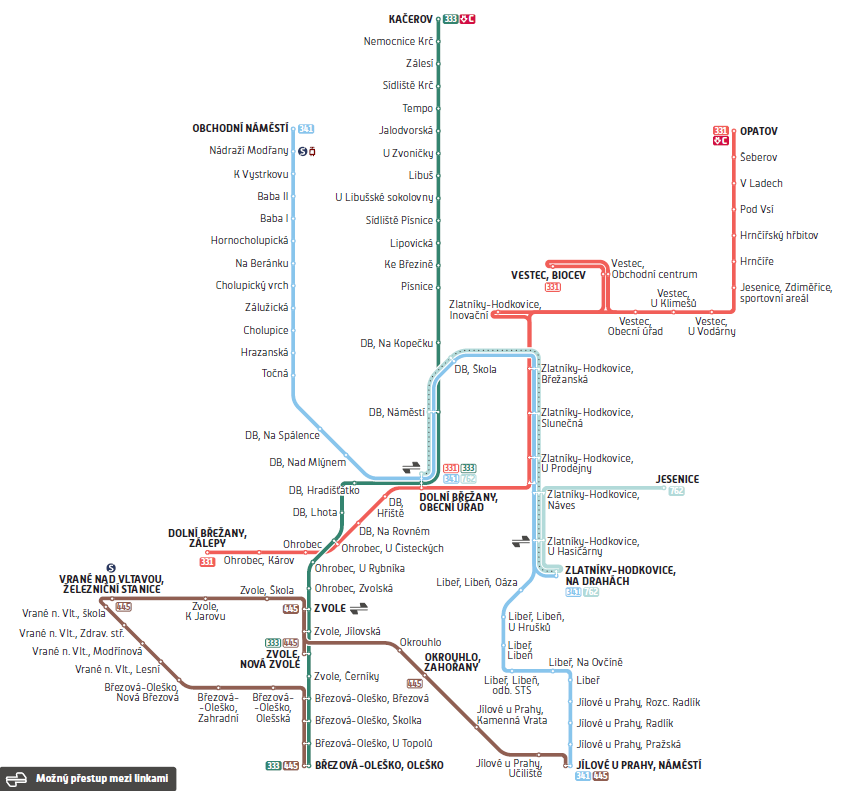 KAČEROV 333 C
Nemocnice Krč
Zálesí
Sídliště Krč
Tempo
Jalodvorská
U Zvoničky
Libuš
U Libušské sokolovny
Sídliště Písnice
Lipovická
Ke Březině
Písnice
DB, Na Kopečku
DB, Náměstí
OBCHODNÍ NÁMĚSTÍ 341
Nádraží Modřany S
K Vystrkovu
Baba II
Baba I
Hornocholupická
Na Beránku
Cholupický vrch
Zálužická
Cholupice
Hrazanská
Točná
DB, Na Spálence
DB, Nad Mlýnem
331 OPATOV
C
Šeberov
V Ladech
Pod Vsí
Hrnčířský hřbitov
Hrnčíře
Jesenice, Zdiměřice,
sportovní areál
Vestec,
U Vodárny
Vestec,
U Klimešů
Vestec,
Obecní úřad
Vestec,
Obchodní centrum
VESTEC, BIOCEV
331
Zlatníky-Hodkovice,
Inovační
DB, Škola
Zlatníky-Hodkovice,
Břežanská
Zlatníky-Hodkovice,
Slunečná
Zlatníky-Hodkovice,
U Prodejny
JESENICE
762
Zlatníky-Hodkovice,
Náves
Zlatníky-Hodkovice,
U Hasičárny
ZLATNÍKY-HODKOVICE,
NA DRAHÁCH
341 762
331 333
341 762
DOLNÍ BŘEŽANY,
OBECNÍ ÚŘAD
DB, Hradišťátko
DB, Lhota
DB,
Hřiště
DB, Na Rovném
Ohrobec, U Čisteckých
Ohrobec
Ohrobec, Károv
DOLNÍ BŘEŽANY,
ZÁLEPY
331
Ohrobec, U Rybníka
Ohrobec, Zvolská
445 ZVOLE
Zvole, Jílovská
333 445
ZVOLE,
NOVÁ ZVOLE
Zvole, Černíky
Březová-Oleško, Březová
Březová-Oleško, Školka
Březová-Oleško, U Topolů
333 445 BŘEZOVÁ-OLEŠKO, OLEŠKO
S
VRANÉ NAD VLTAVOU,
ŽELEZNIČNÍ STANICE
445
Zvole, Škola
Zvole,
K Jarovu
Vrané n. Vlt., škola
Vrané n. Vlt., Zdrav. stř.
Vrané n. Vlt., Modřínová
Vrané n. Vlt., Lesní
Březová-Oleško,
Nová Březová
Březová-
-Oleško,
Zahradní
Březová-
-Oleško,
Olešská
Okrouhlo
OKROUHLO,
ZAHOŘANY
445
Jílové u Prahy,
Kamenná Vrata
Jílové u Prahy,
Učiliště
Libeř, Libeň, Oáza
Libeř, Libeň,
U Hrušků
Libeř,
Libeň
Libeř, Libeň,
odb. STS
Libeř, Na Ovčíně
Libeř
Jílové u Prahy, Rozc. Radlík
Jílové u Prahy, Radlík
Jílové u Prahy, Pražská
JÍLOVÉ U PRAHY, NÁMĚSTÍ
341 445
Možný přestup mezi linkami